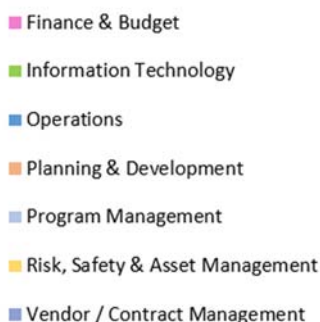 Finance & Budget
Information Technology
Operations
Planning & Development
Program Management
Risk, Safety & Asset Management
Vendor / Contract Management